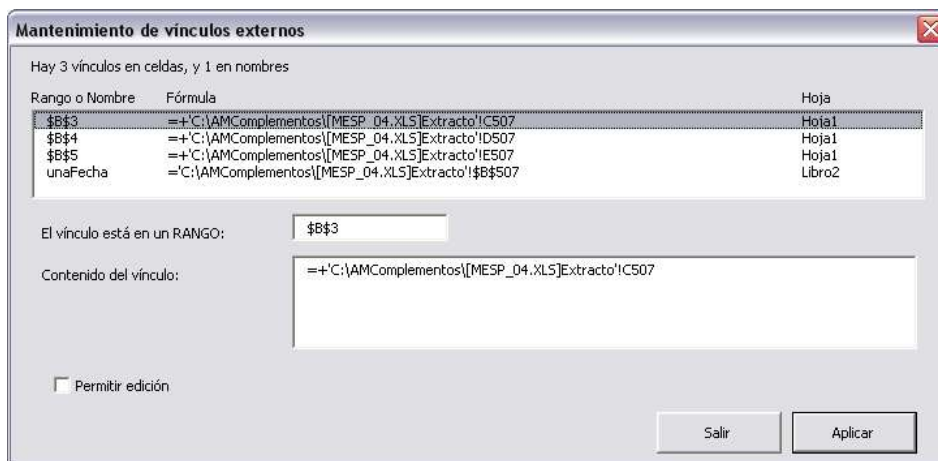 Mantenimiento de vínculos externos
Hay 3 vínculos en celdas, y 1 en nombres
Rango o Nombre Fórmula Hoja
$B$3 =+'C:\AMComplementos\[MESP_04.XLS]Extracto'!C507 Hoja1
$B$4 =+'C:\AMComplementos\[MESP_04.XLS]Extracto'!D507 Hoja1
$B$5 =+'C:\AMComplementos\[MESP_04.XLS]Extracto'!E507 Hoja1
unaFecha ='C:\AMComplementos\[MESP_04.XLS]Extracto'!$B$507 Libro2
El vínculo está en un RANGO: $B$3
Contenido del vínculo: =+'C:\AMComplementos\[MESP_04.XLS]Extracto'!C507
Permitir edición
Salir Aplicar